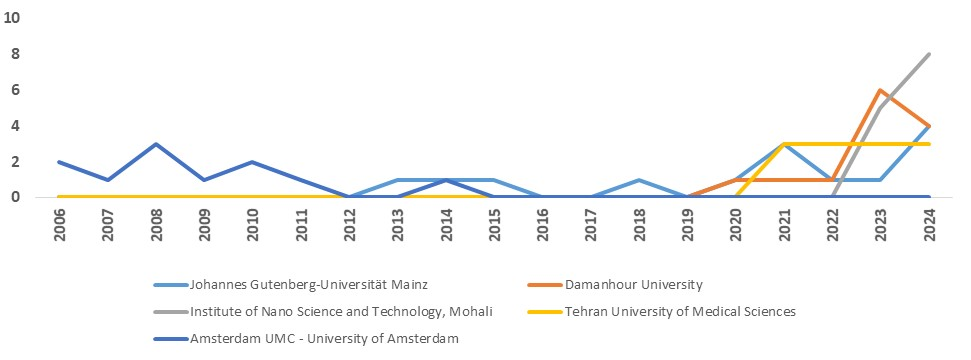 10
8
6
4
2
0
2006 2007 2008 2009 2010 2011 2012 2013 2014 2015 2016 2017 2018 2019 2020 2021 2022 2023 2024
Johannes Gutenberg-Universität Mainz Damanhour University
Institute of Nano Science and Technology, Mohali Tehran University of Medical Sciences
Amsterdam UMC - University of Amsterdam